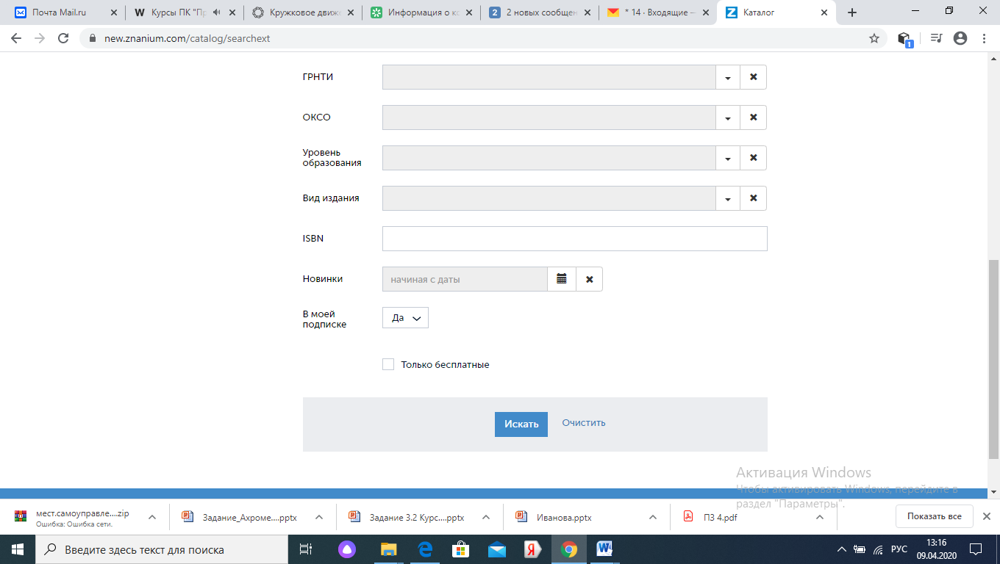 Почта Mail.ru
Курсы ПК "Пр
Кружковое движе
Информация о ко
2 новых сообщен
* 14 · Входящие —
Каталог
new.znanium.com/catalog/searchext
1
ГРНТИ
ОКСО
Уровень
образования
Вид издания
ISBN
Новинки
начиная с даты
В моей
подписке
Да
Только бесплатные
Искать
Очистить
Активация Windows
Чтобы активировать Windows, перейдите в
раздел "Параметры".
мест.самоуправле....zip
Ошибка: Ошибка сети.
Задание_Ахроме....pptx
Задание 3.2 Курс....pptx
Иванова.pptx
ПЗ 4.pdf
Показать все
Введите здесь текст для поиска
РУС
13:16
09.04.2020